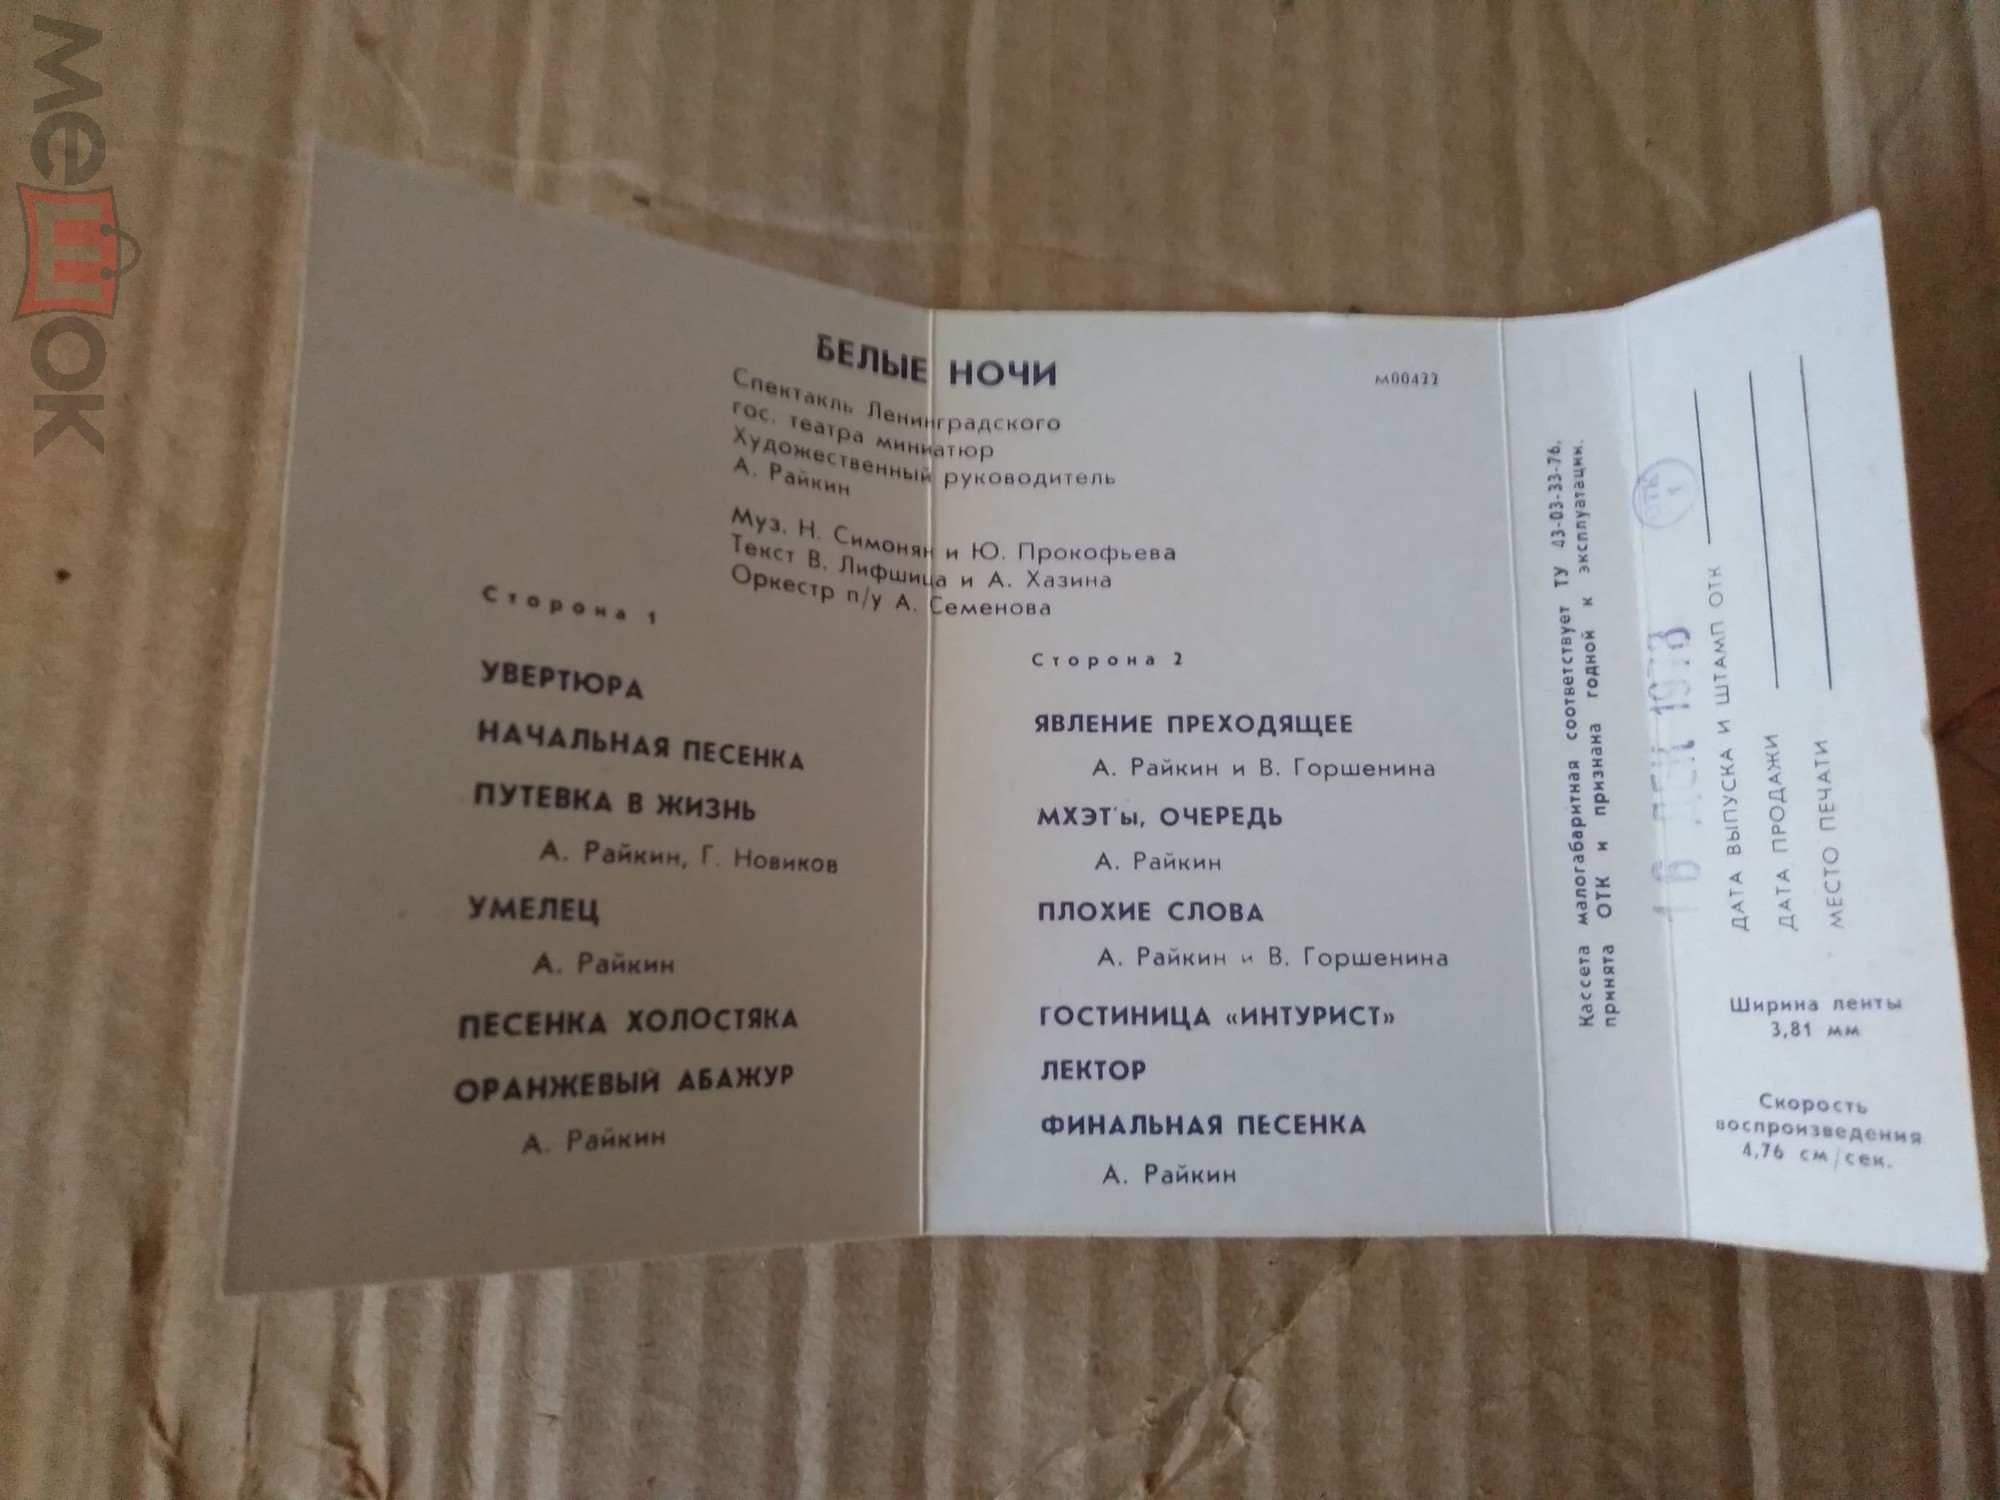 мешок
БЕЛЫЕ НОЧИ
М00422
Спектакль Ленинградского
гос. театра миниатюр
Художественный руководитель
А. Райкин
Муз. Н. Симонян и Ю. Прокофьева
Текст В. Лифшица и А. Хазина
Оркестр п/у А. Семенова
Сторона 1
УВЕРТЮРА
НАЧАЛЬНАЯ ПЕСЕНКА
ПУТЕВКА В ЖИЗНЬ
А. Райкин, Г. Новиков
УМЕЛЕЦ
А. Райкин
ПЕСЕНКА ХОЛОСТЯКА
ОРАНЖЕВЫЙ АБАЖУР
А. Райкин
Сторона 2
ЯВЛЕНИЕ ПРЕХОДЯЩЕЕ
А. Райкин и В. Горшенина
МХЭТ'ы, ОЧЕРЕДЬ
А. Райкин
ПЛОХИЕ СЛОВА
А. Райкин и В. Горшенина
ГОСТИНИЦА «ИНТУРИСТ»
ЛЕКТОР
ФИНАЛЬНАЯ ПЕСЕНКА
А. Райкин
Кассета малогабаритная соответствует ТУ 43-03-33-76,
принята ОТК и признана годной к эксплуатации.
ОТК
1
ДЕК 1978
ДАТА ВЫПУСКА И ШТАМП ОТК
ДАТА ПРОДАЖИ
МЕСТО ПЕЧАТИ
Ширина ленты
3,81 мм
Скорость
воспроизведения
4,76 см/сек.